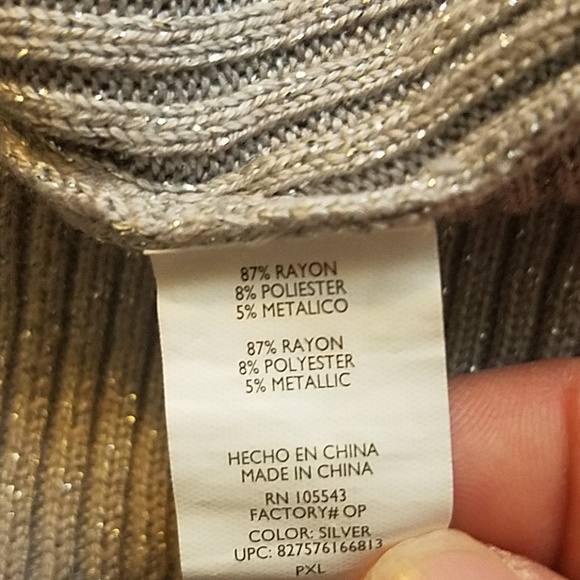 87% RAYON
8% POLIESTER
5% METALICO
87% RAYON
8% POLYESTER
5% METALLIC
HECHO EN CHINA
MADE IN CHINA
RN 105543
FACTORY# OP
COLOR: SILVER
UPC: 827576166813
PXL